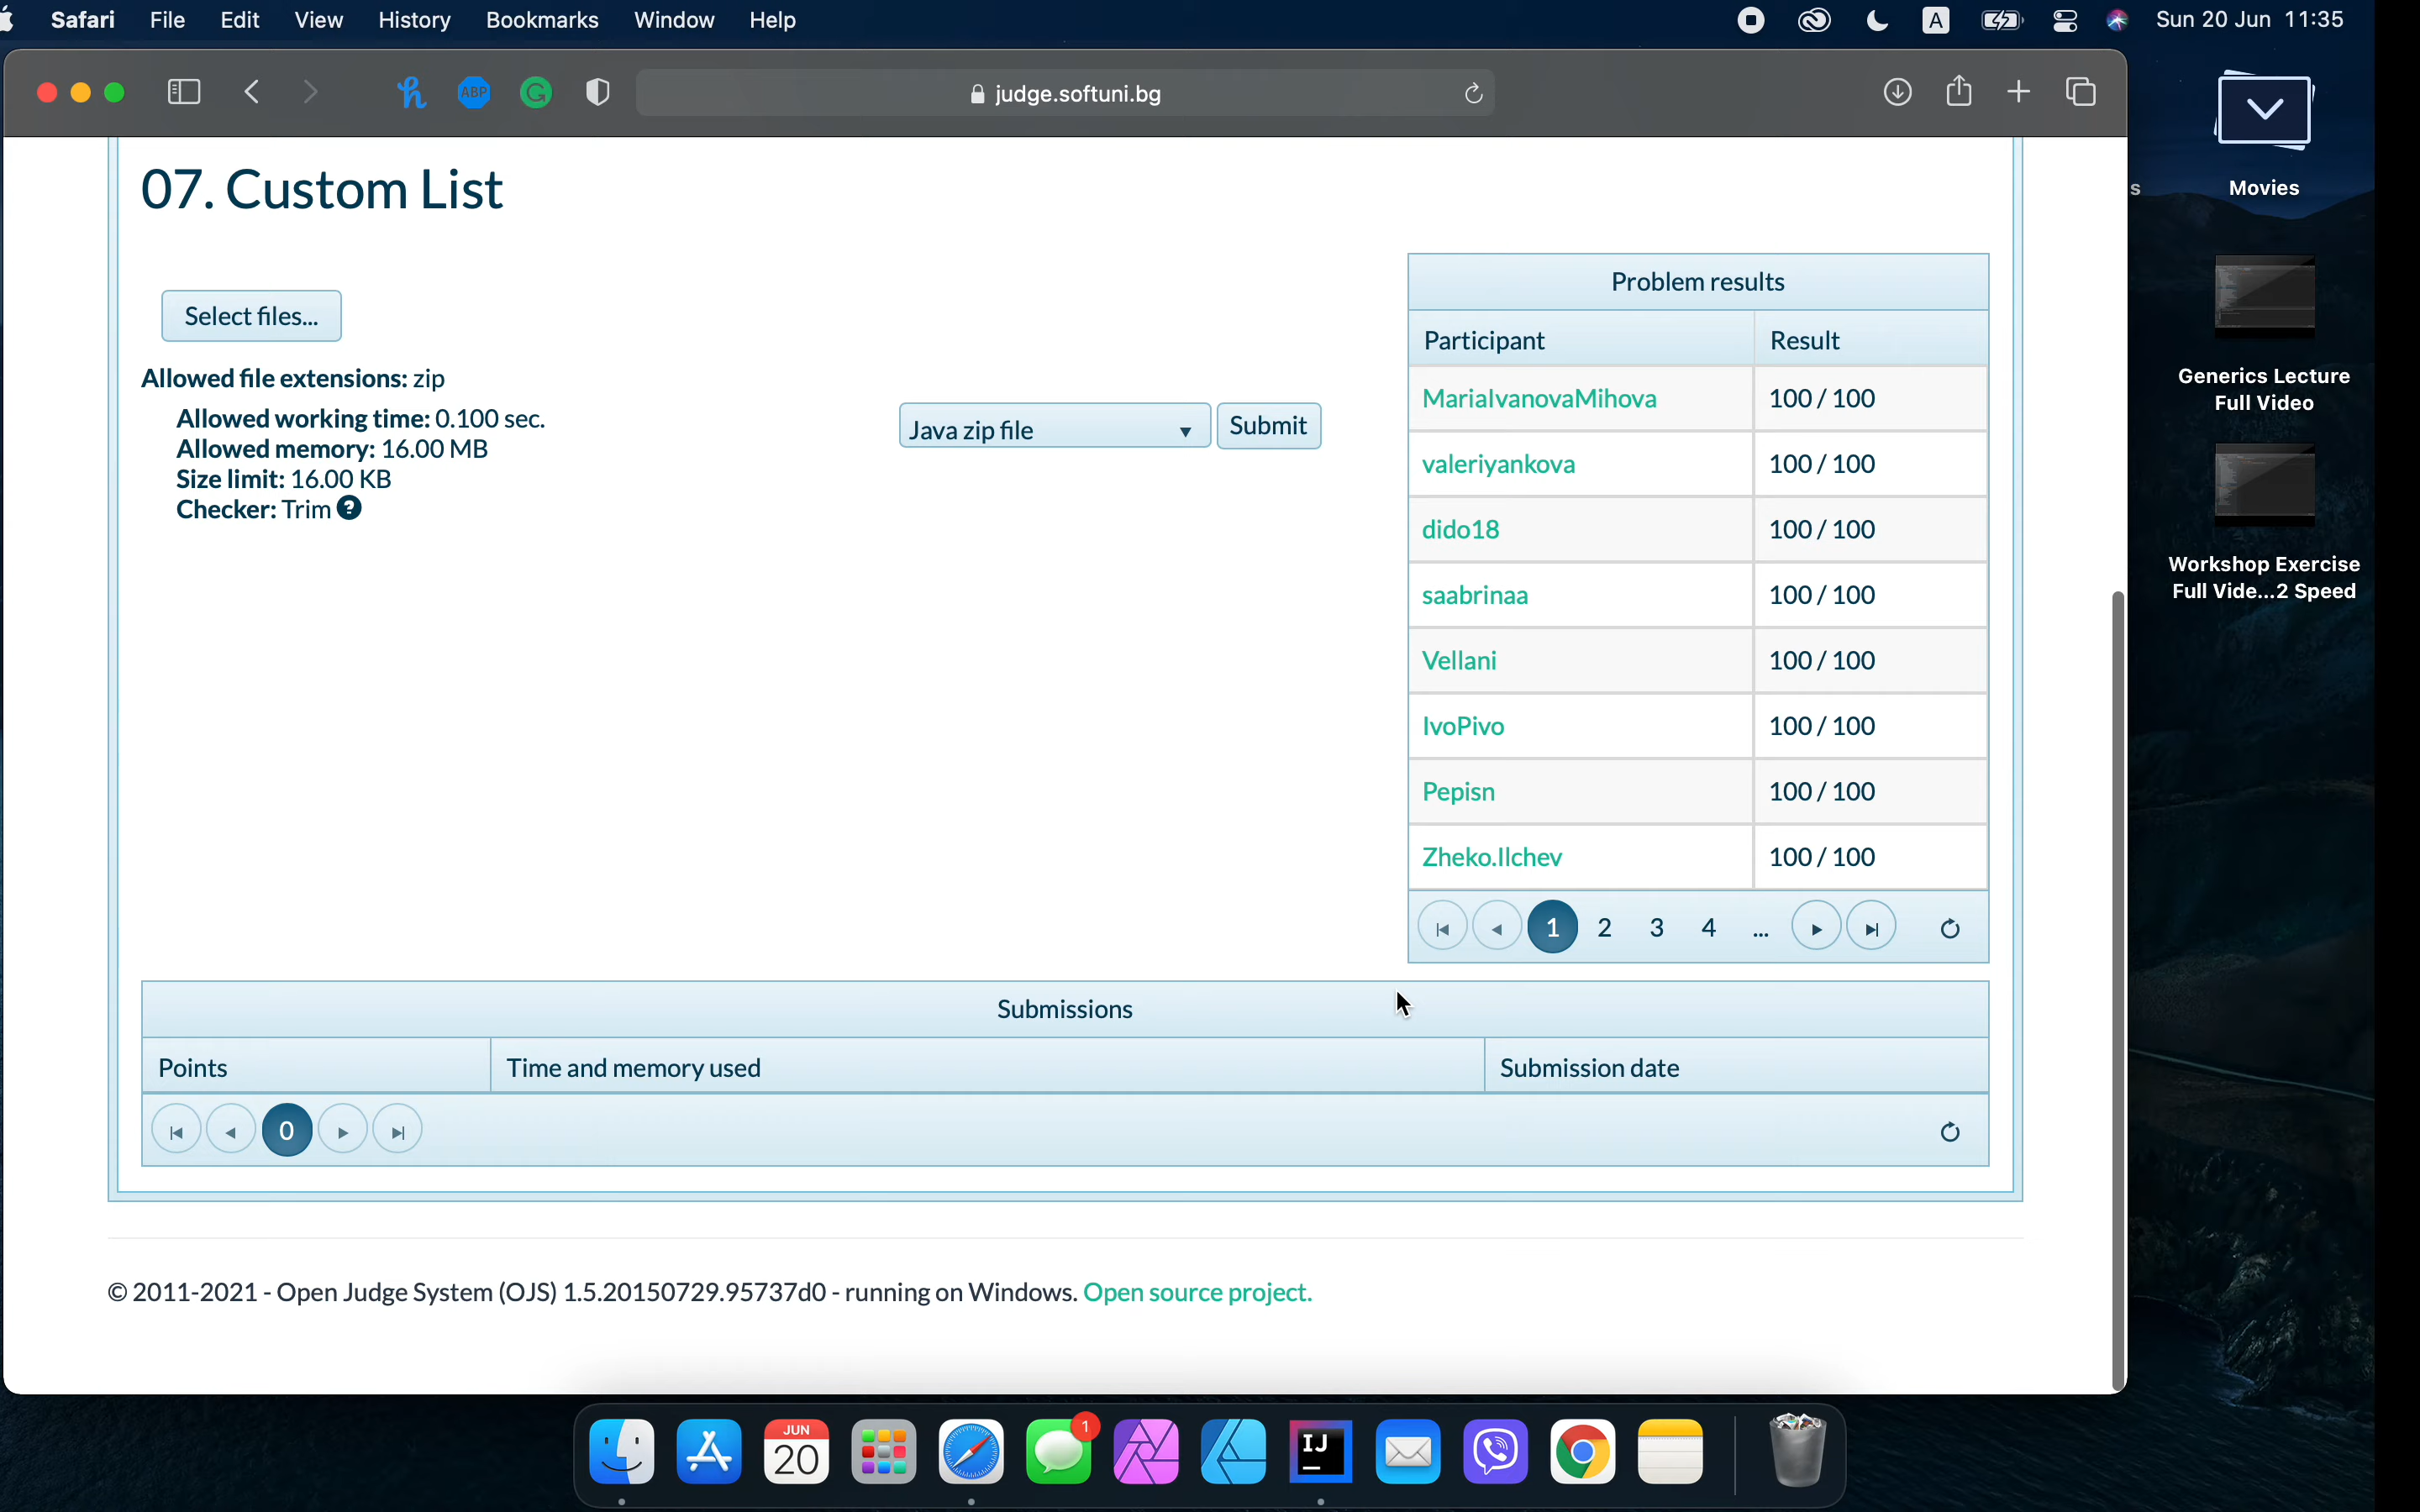 Safari File Edit View History Bookmarks Window Help
A
Sun 20 Jun 11:35
ABP
judge.softuni.bg
07. Custom List
Select files...
Allowed file extensions: zip
Allowed working time: 0.100 sec.
Allowed memory: 16.00 MB
Size limit: 16.00 KB
Checker: Trim ?
Java zip file
Submit
Problem results
Participant Result
MariaIvanovaMihova 100 / 100
valeriyankova 100 / 100
dido18 100 / 100
saabrinaa 100 / 100
Vellani 100 / 100
IvoPivo 100 / 100
Pepisn 100 / 100
Zheko.Ilchev 100 / 100
1 2 3 4 ...
Submissions
Points Time and memory used Submission date
0
© 2011-2021 - Open Judge System (OJS) 1.5.20150729.95737d0 - running on Windows. Open source project.
s
Movies
Generics Lecture
Full Video
Workshop Exercise
Full Vide...2 Speed
JUN
20
1
IJ